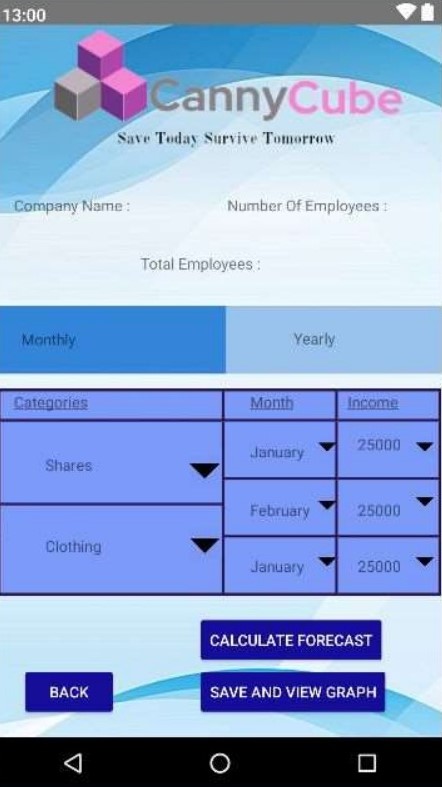 13:00
CannyCube
Save Today Survive Tomorrow
Company Name : Number Of Employees :
Total Employees :
Monthly Yearly
Categories Month Income
Shares January 25000
February 25000
Clothing January 25000
CALCULATE FORECAST
BACK SAVE AND VIEW GRAPH